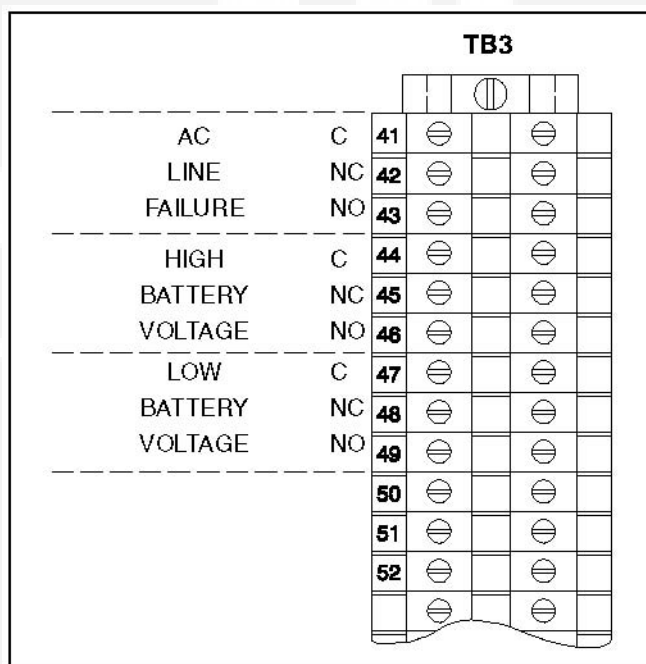 TB3
AC C 41
LINE NC 42
FAILURE NO 43
HIGH C 44
BATTERY NC 45
VOLTAGE NO 46
LOW C 47
BATTERY NC 48
VOLTAGE NO 49
50
51
52